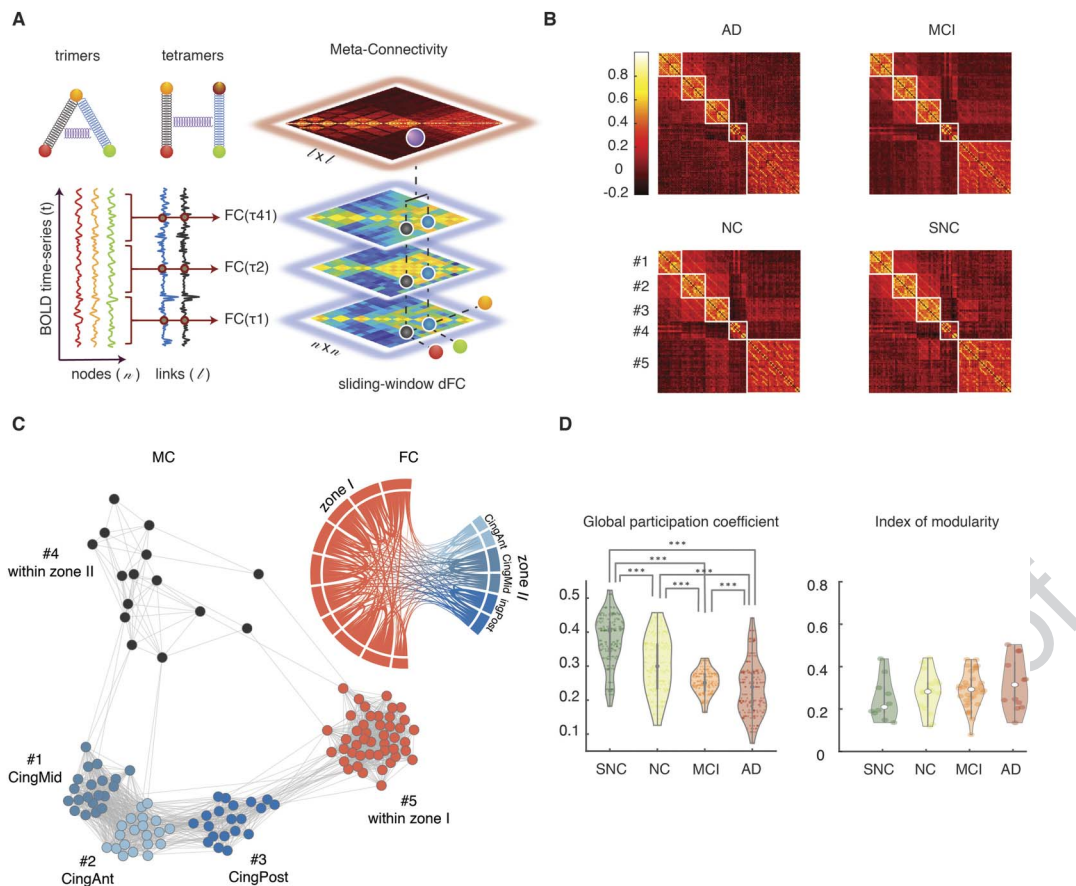 A
trimers
tetramers
Meta-Connectivity
l x l
BOLD time-series (t)
FC(τ41)
FC(τ2)
FC(τ1)
n x n
nodes (n)
links (l)
sliding-window dFC
B
AD
MCI
0.8
0.6
0.4
0.2
0
-0.2
NC
SNC
#1
#2
#3
#4
#5
C
MC
FC
zone I
CingAnt
CingMid
ingPost
zone II
#4
within zone II
#1
CingMid
#2
CingAnt
#3
CingPost
#5
within zone I
D
Global participation coefficient
*** 
***
*** *** ***
*** 
0.5
0.4
0.3
0.2
0.1
SNC NC MCI AD
Index of modularity
0.8
0.6
0.4
0.2
0
SNC NC MCI AD